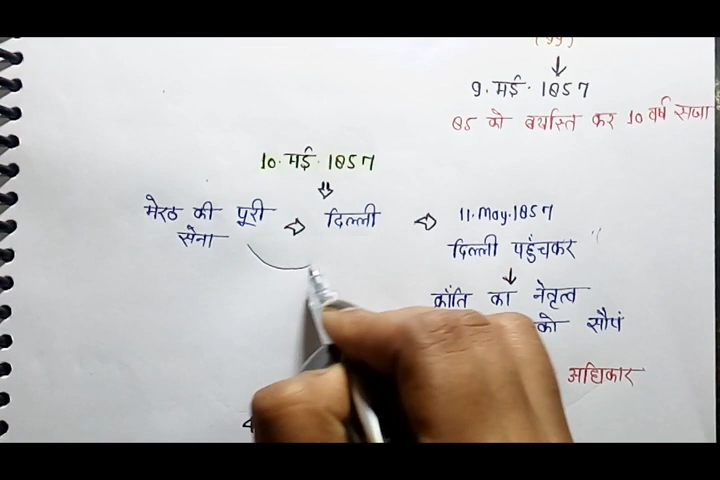 9. मई. 1857
85 को बर्खास्त कर 10 वर्ष सजा
10. मई. 1857
मेरठ की पूरी सेना
दिल्ली
11. May. 1857
दिल्ली पहुंचकर
क्रांति का नेतृत्व
को सौपं
अधिकार